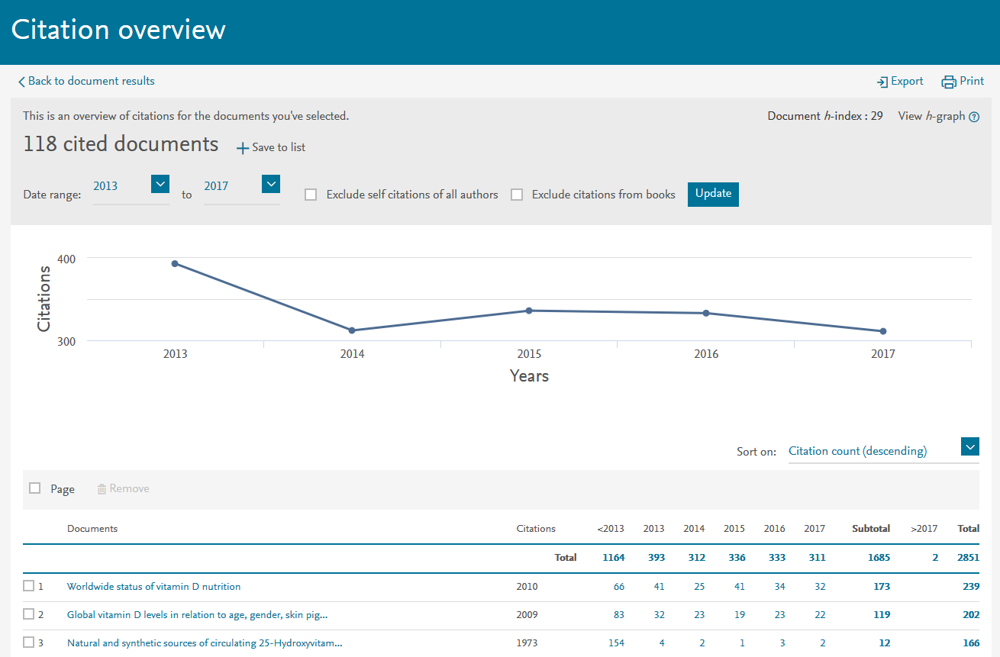 Citation overview
Back to document results
Export Print
This is an overview of citations for the documents you've selected.
Document h-index : 29 View h-graph ?
118 cited documents + Save to list
Date range: 2013 to 2017 Exclude self citations of all authors Exclude citations from books Update
Citations
400
300
2013 2014 2015 2016 2017
Years
Sort on: Citation count (descending)
Page Remove
Documents Citations <2013 2013 2014 2015 2016 2017 Subtotal >2017 Total
Total 1164 393 312 336 333 311 1685 2 2851
1 Worldwide status of vitamin D nutrition 2010 66 41 25 41 34 32 173 239
2 Global vitamin D levels in relation to age, gender, skin pig... 2009 83 32 23 19 23 22 119 202
3 Natural and synthetic sources of circulating 25-Hydroxyvitam... 1973 154 4 2 1 3 2 12 166